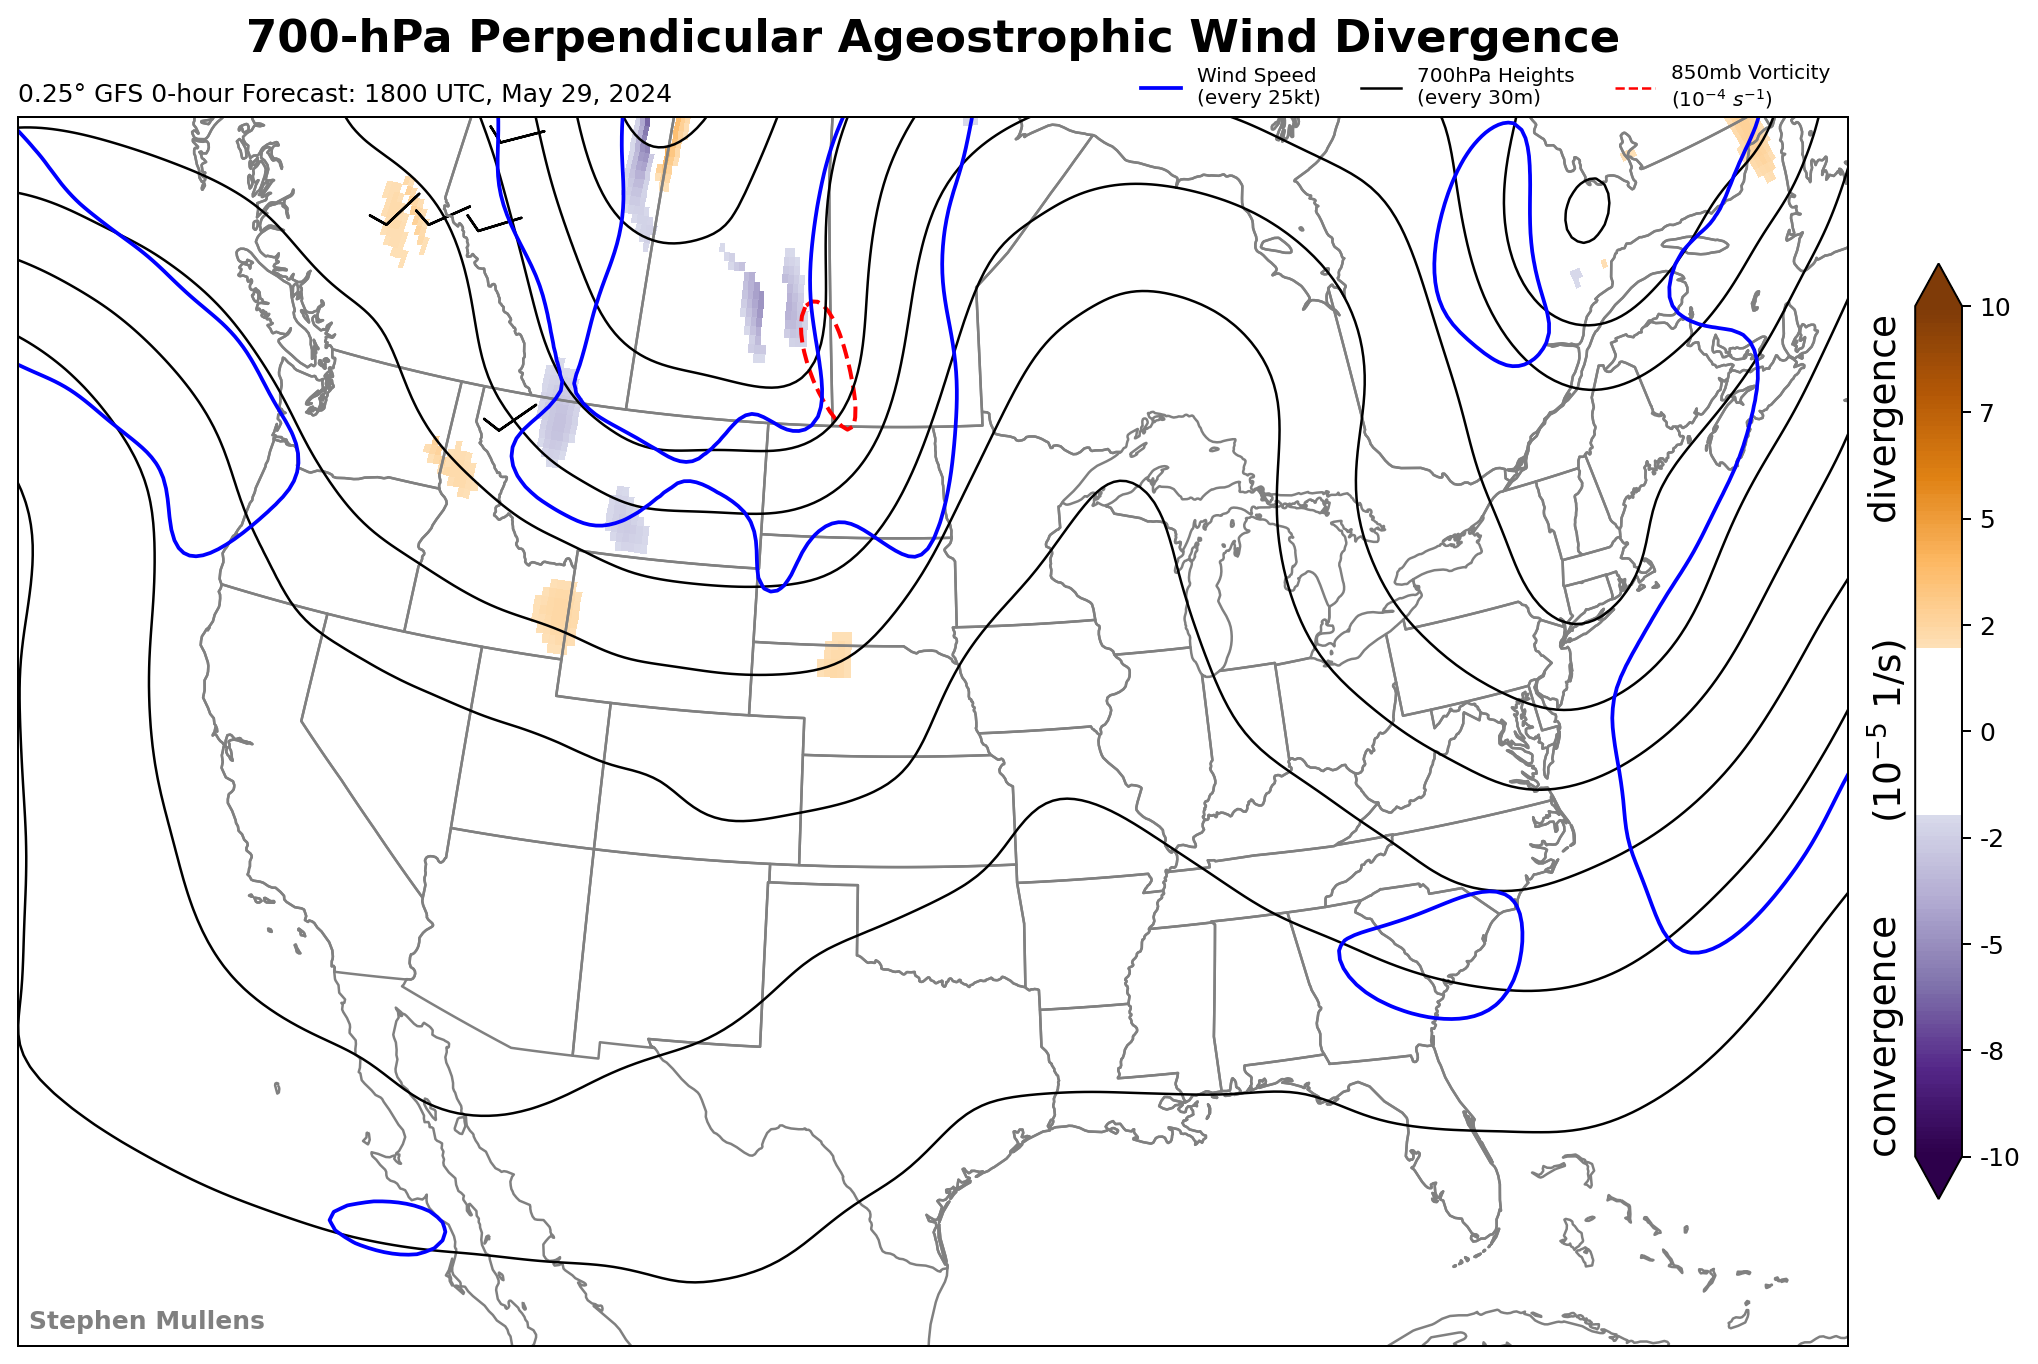 700-hPa Perpendicular Ageostrophic Wind Divergence
0.25° GFS 0-hour Forecast: 1800 UTC, May 29, 2024
Wind Speed
(every 25kt)
700hPa Heights
(every 30m)
850mb Vorticity
(10⁻⁴ s⁻¹)
10
7
5
2
0
-2
-5
-8
-10
convergence (10⁻⁵ 1/s) divergence
Stephen Mullens